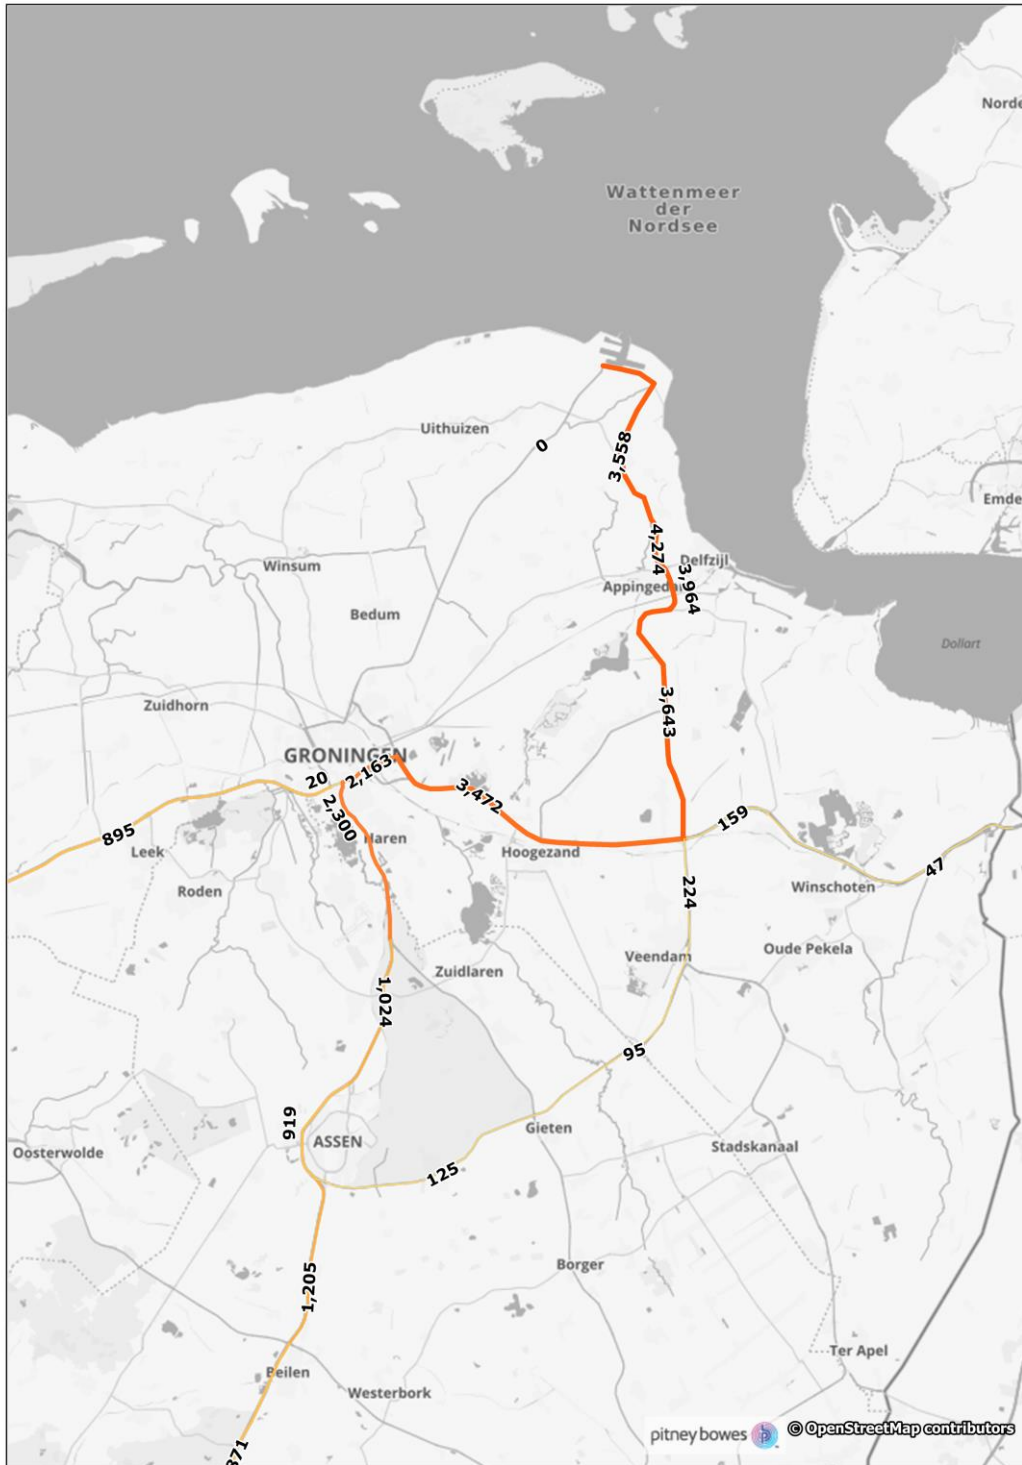 Norde
Wattenmeer
der
Nordsee
Uithuizen
0
3,558
Emde
4,274
Delfzijl
Winsum
3,964
Bedum
Dollart
Zuidhorn
3,643
GRONINGEN
2,163
20
3,472
2,300
159
895
Haren
Leek
Hoogezand
47
Roden
224
Winschoten
Oude Pekela
Veendam
Zuidlaren
1,024
95
919
Gieten
ASSEN
Stadskanaal
Oosterwolde
125
Borger
1,205
Ter Apel
Beilen
Westerbork
371
pitney bowes
© OpenStreetMap contributors